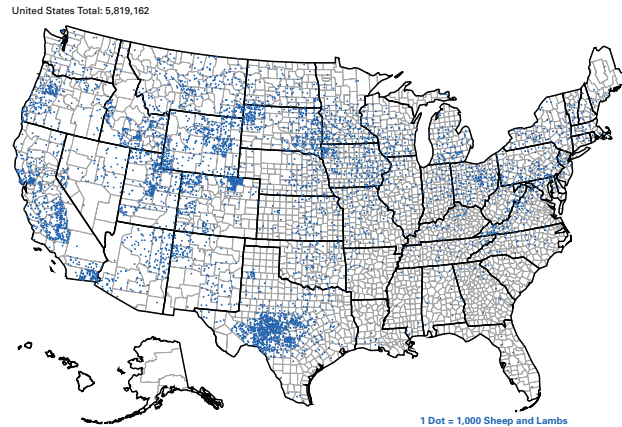 United States Total: 5,819,162
1 Dot = 1,000 Sheep and Lambs